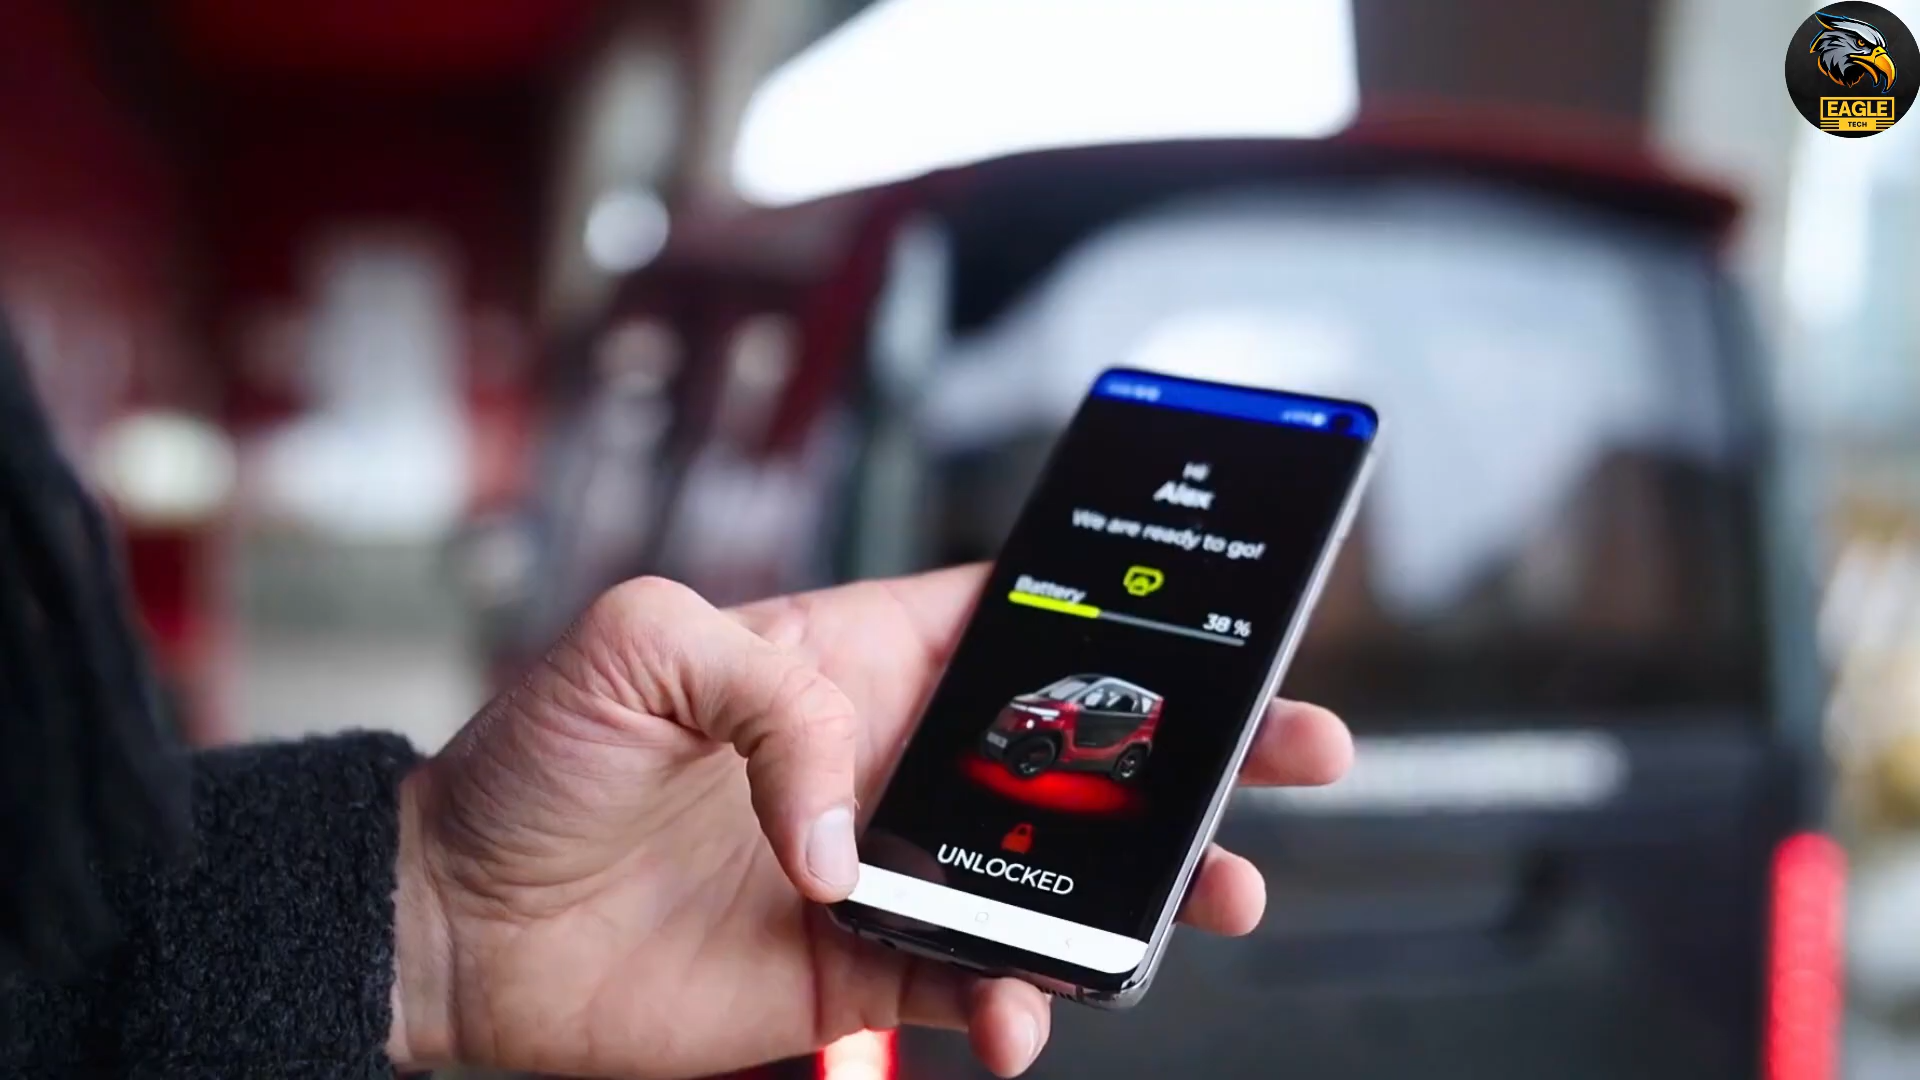 EAGLE
TECH
Hi
Alex
We are ready to go!
Battery
38 %
UNLOCKED